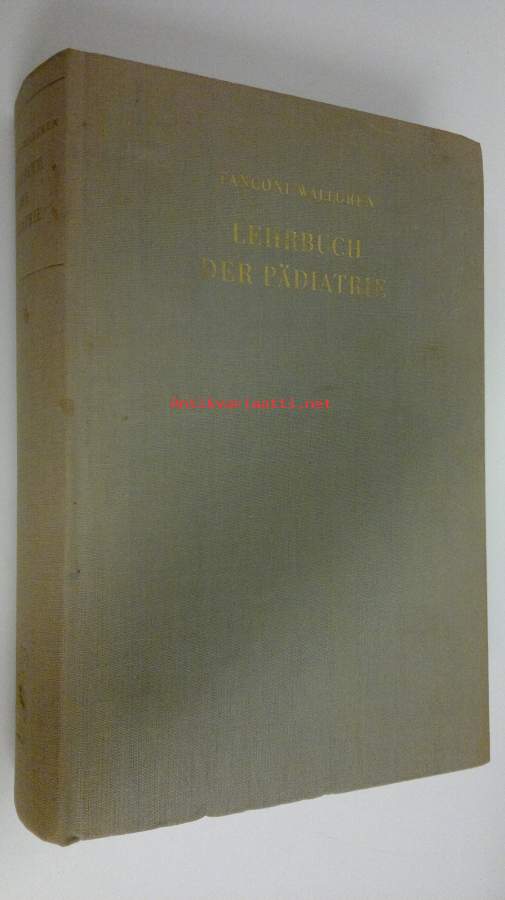 FANCONI-WALLGREN
LEHRBUCH
DER PÄDIATRIE
Antikvariaatti.net